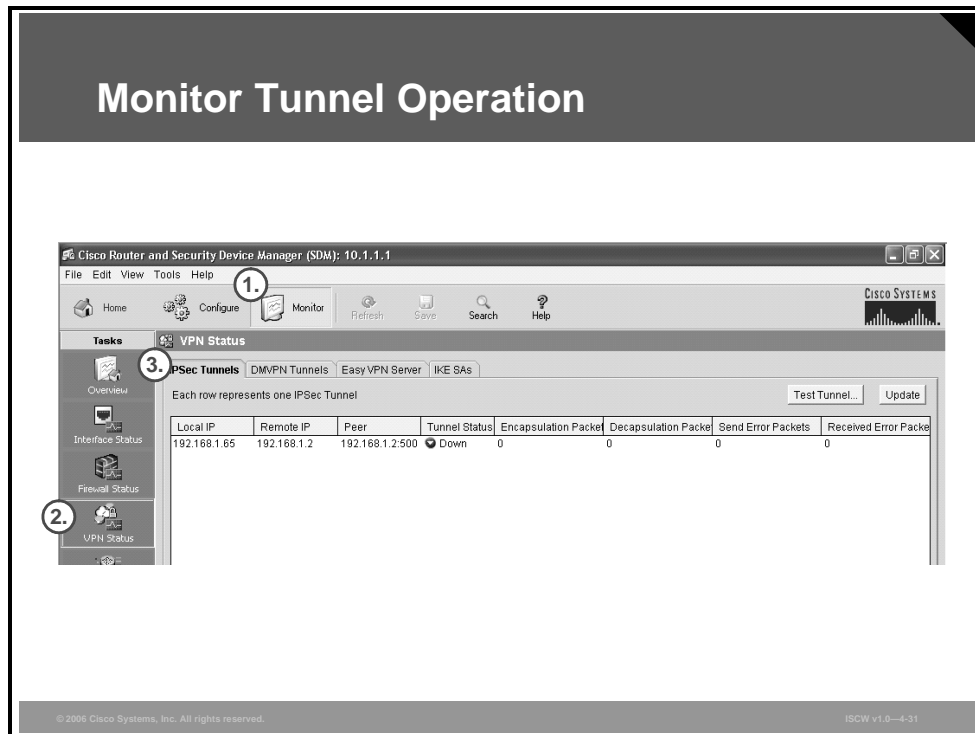 Monitor Tunnel Operation
Cisco Router and Security Device Manager (SDM): 10.1.1.1
File Edit View Tools Help
1.
Home Configure Monitor Refresh Save Search Help
CISCO SYSTEMS
Tasks
VPN Status
3.
IPSec Tunnels DMVPN Tunnels Easy VPN Server IKE SAs
Overview
Each row represents one IPSec Tunnel
Test Tunnel... Update
Local IP Remote IP Peer Tunnel Status Encapsulation Packet Decapsulation Packet Send Error Packets Received Error Packe
192.168.1.65 192.168.1.2 192.168.1.2:500 Down 0 0 0 0
Interface Status
Firewall Status
2.
VPN Status
© 2006 Cisco Systems, Inc. All rights reserved.
ISCW v1.0—4-31